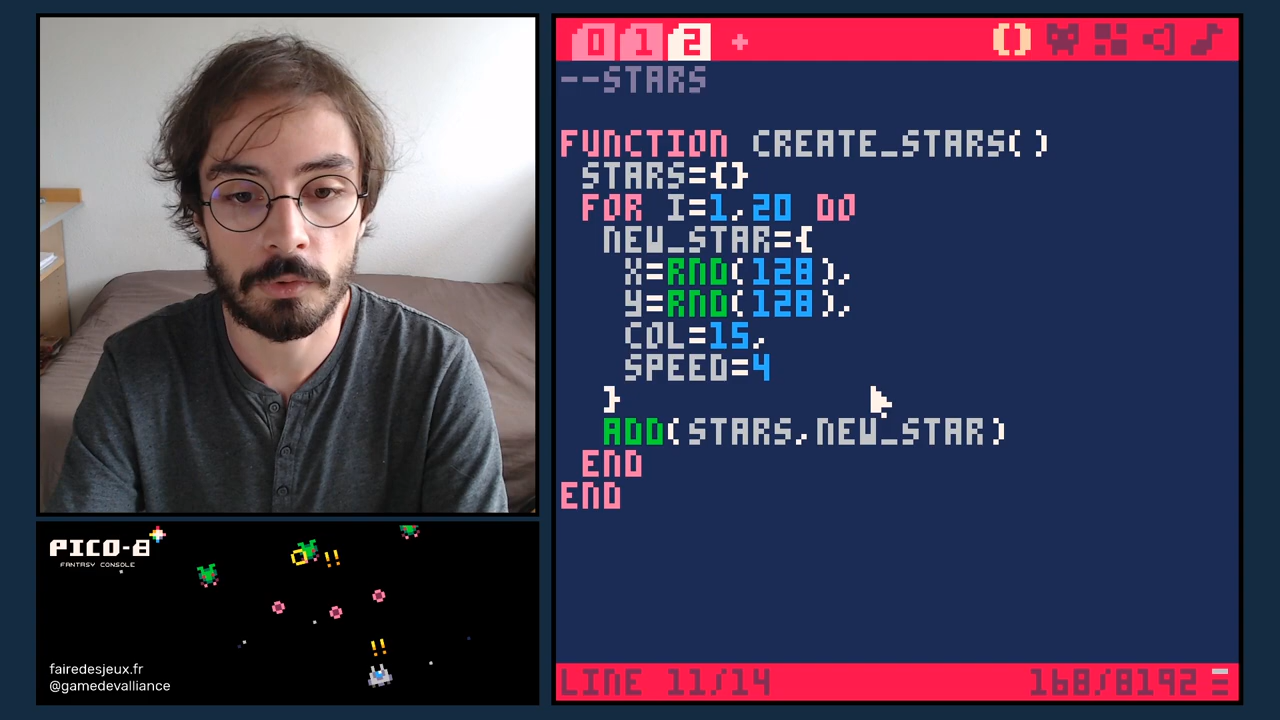 0 1 2 +
--STARS
FUNCTION CREATE_STARS()
STARS={}
FOR I=1,20 DO
NEW_STAR={
X=RND(128),
Y=RND(128),
COL=15,
SPEED=4
}
ADD(STARS,NEW_STAR)
END
END
LINE 11/14 168/8192
PICO-8
FANTASY CONSOLE
fairedesjeux.fr
@gamedevalliance